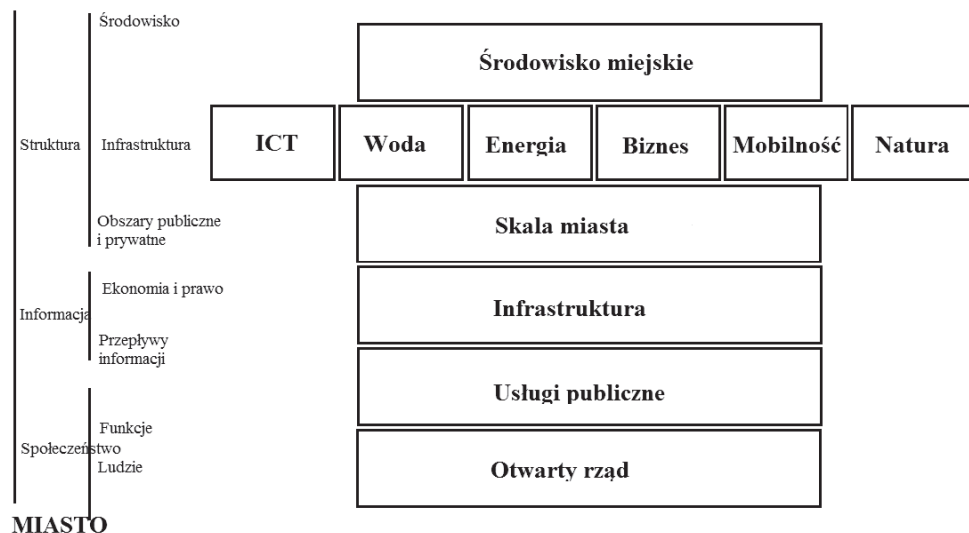 Środowisko
Środowisko miejskie
Struktura
Infrastruktura
ICT
Woda
Energia
Biznes
Mobilność
Natura
Obszary publiczne
i prywatne
Skala miasta
Ekonomia i prawo
Informacja
Infrastruktura
Przepływy
informacji
Usługi publiczne
Funkcje
Społeczeństwo
Ludzie
Otwarty rząd
MIASTO